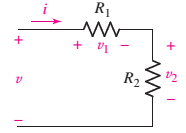 i
R₁
+
+ v₁ −
+
v
R₂
v₂
−
−